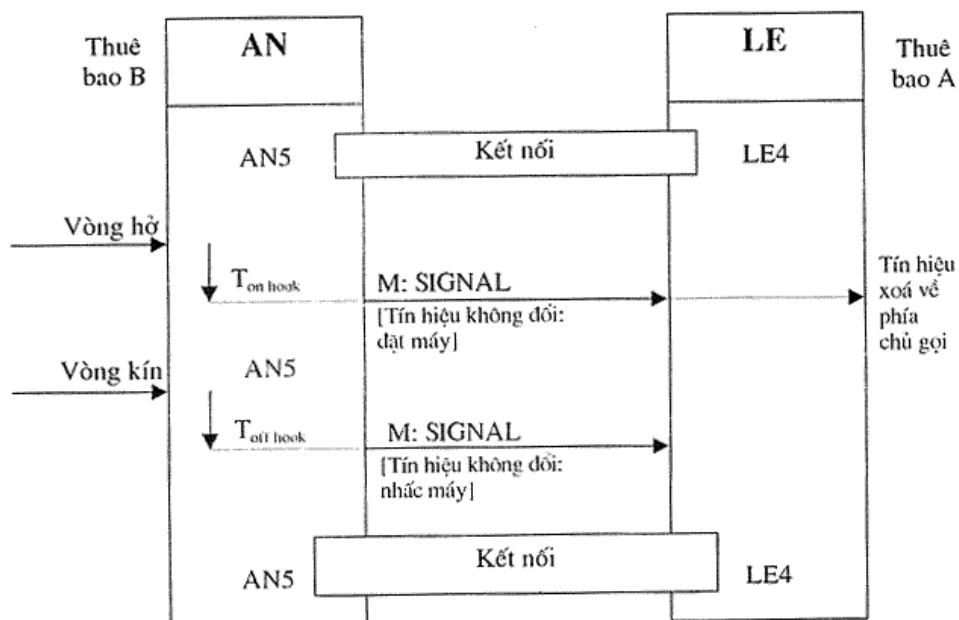 Thuê
bao B
AN
LE
Thuê
bao A
AN5
Kết nối
LE4
Vòng hở
T on hook
M: SIGNAL
[Tín hiệu không đổi:
đặt máy]
Tín hiệu
xoá về
phía
chủ gọi
Vòng kín
AN5
T off hook
M: SIGNAL
[Tín hiệu không đổi:
nhấc máy]
AN5
Kết nối
LE4